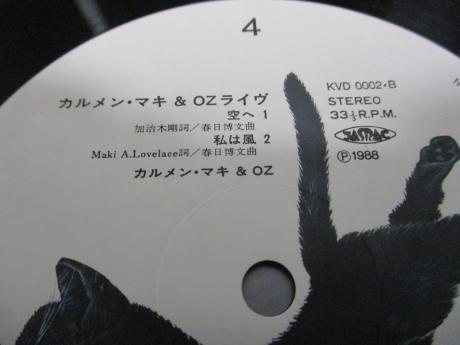 4
カルメン・マキ & OZライヴ
空へ 1
加治木剛詞／春日博文曲
私は風 2
Maki A.Lovelace詞／春日博文曲
カルメン・マキ & OZ
KVD 0002-B
STEREO
33⅓R.P.M.
JASRAC
Ⓟ1988